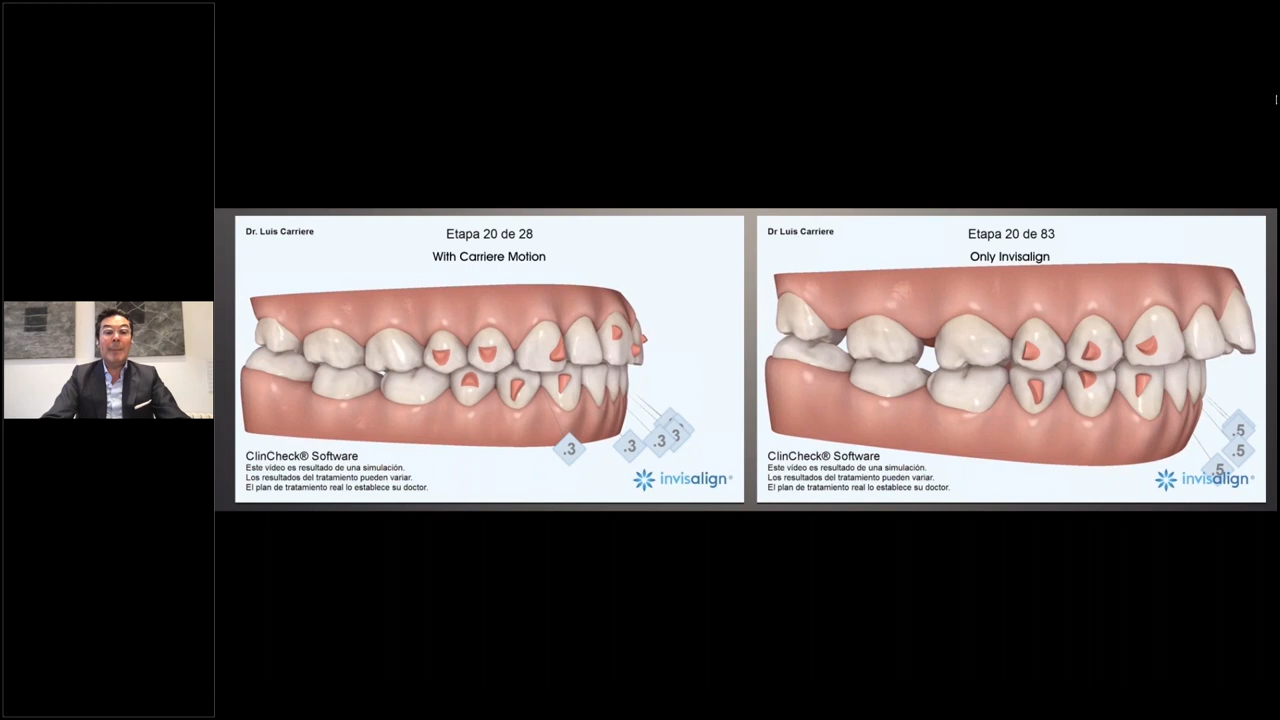 Dr. Luis Carriere
Etapa 20 de 28
With Carriere Motion
.3
.3
.3
3
ClinCheck® Software
Este vídeo es resultado de una simulación.
Los resultados del tratamiento pueden variar.
El plan de tratamiento real lo establece su doctor.
invisalign®
Dr Luis Carriere
Etapa 20 de 83
Only Invisalign
.5
.5
.5
ClinCheck® Software
Este vídeo es resultado de una simulación.
Los resultados del tratamiento pueden variar.
El plan de tratamiento real lo establece su doctor.
invisalign®